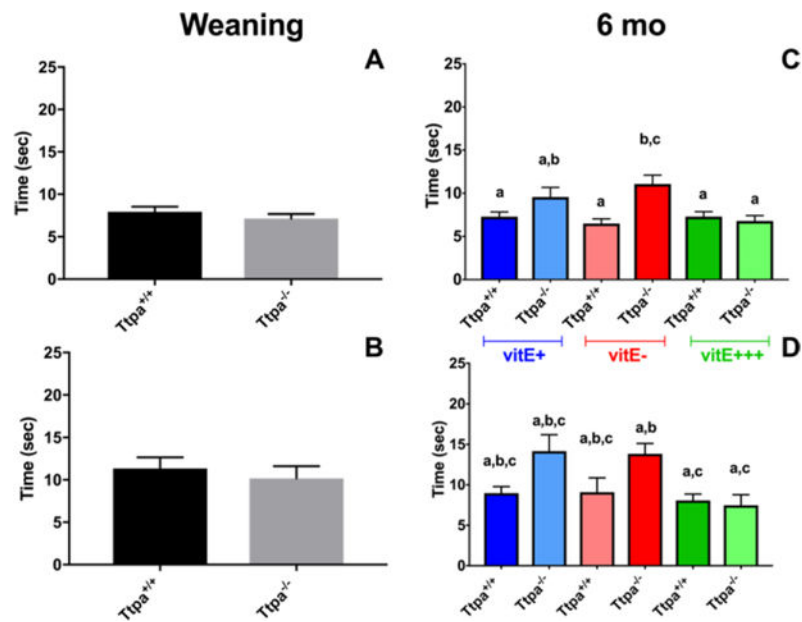 Weaning
6 mo
A
Time (sec)
25
20
15
10
5
0
Ttpa+/+
Ttpa-/-
C
Time (sec)
25
20
15
10
5
0
a
a,b
a
b,c
a
a
Ttpa+/+
Ttpa-/-
Ttpa+/+
Ttpa-/-
Ttpa+/+
Ttpa-/-
vitE+
vitE-
vitE+++
B
Time (sec)
25
20
15
10
5
0
Ttpa+/+
Ttpa-/-
D
Time (sec)
25
20
15
10
5
0
a,b,c
a,b,c
a,b,c
a,b
a,c
a,c
Ttpa+/+
Ttpa-/-
Ttpa+/+
Ttpa-/-
Ttpa+/+
Ttpa-/-